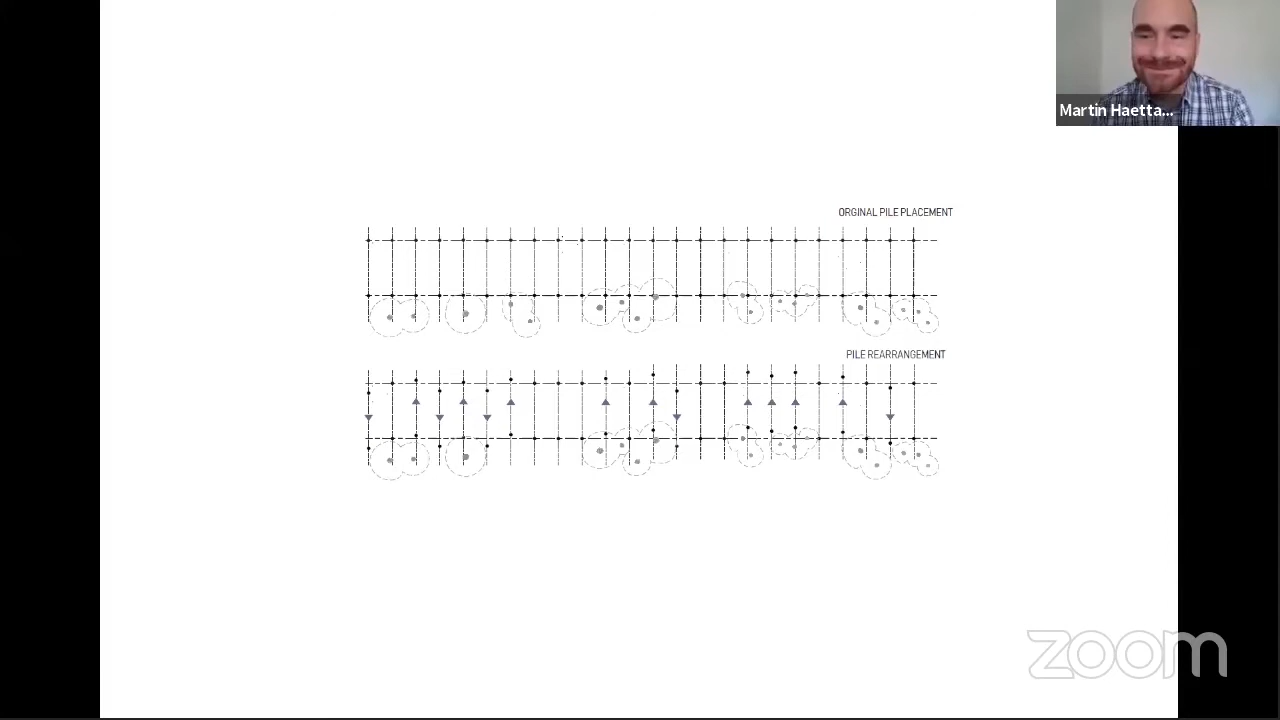 Martin Haetta...
ORGINAL PILE PLACEMENT
PILE REARRANGEMENT
zoom